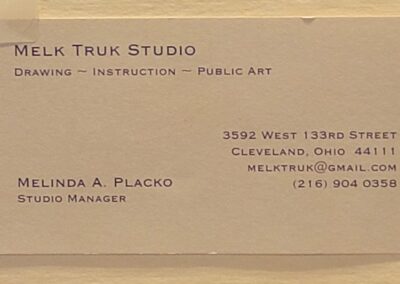 MELK TRUK STUDIO
DRAWING ~ INSTRUCTION ~ PUBLIC ART
3592 WEST 133RD STREET
CLEVELAND, OHIO 44111
MELKTRUK@GMAIL.COM
(216) 904 0358
MELINDA A. PLACKO
STUDIO MANAGER